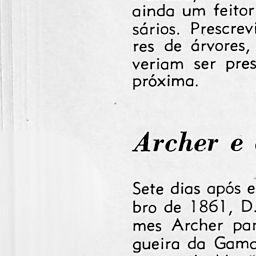 ainda um feitor
sários. Prescrevi
res de árvores,
veriam ser pres
próxima.
Archer e
Sete dias após e
bro de 1861, D.
mes Archer par
gueira da Gama